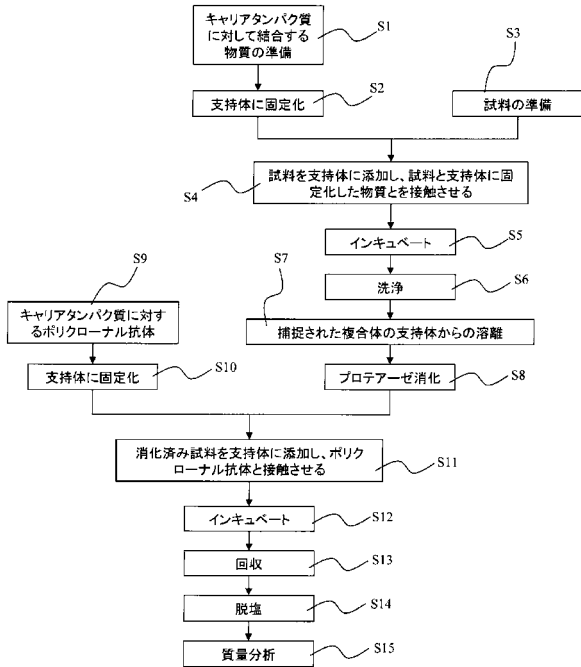 キャリアタンパク質
に対して結合する
物質の準備
S1
S3
支持体に固定化
S2
試料の準備
試料を支持体に添加し、試料と支持体に固
定化した物質とを接触させる
S4
インキュベート
S5
S7
洗浄
S6
S9
キャリアタンパク質に対す
るポリクローナル抗体
捕捉された複合体の支持体からの溶離
支持体に固定化
S10
プロテアーゼ消化
S8
消化済み試料を支持体に添加し、ポリク
ローナル抗体と接触させる
S11
インキュベート
S12
回収
S13
脱塩
S14
質量分析
S15